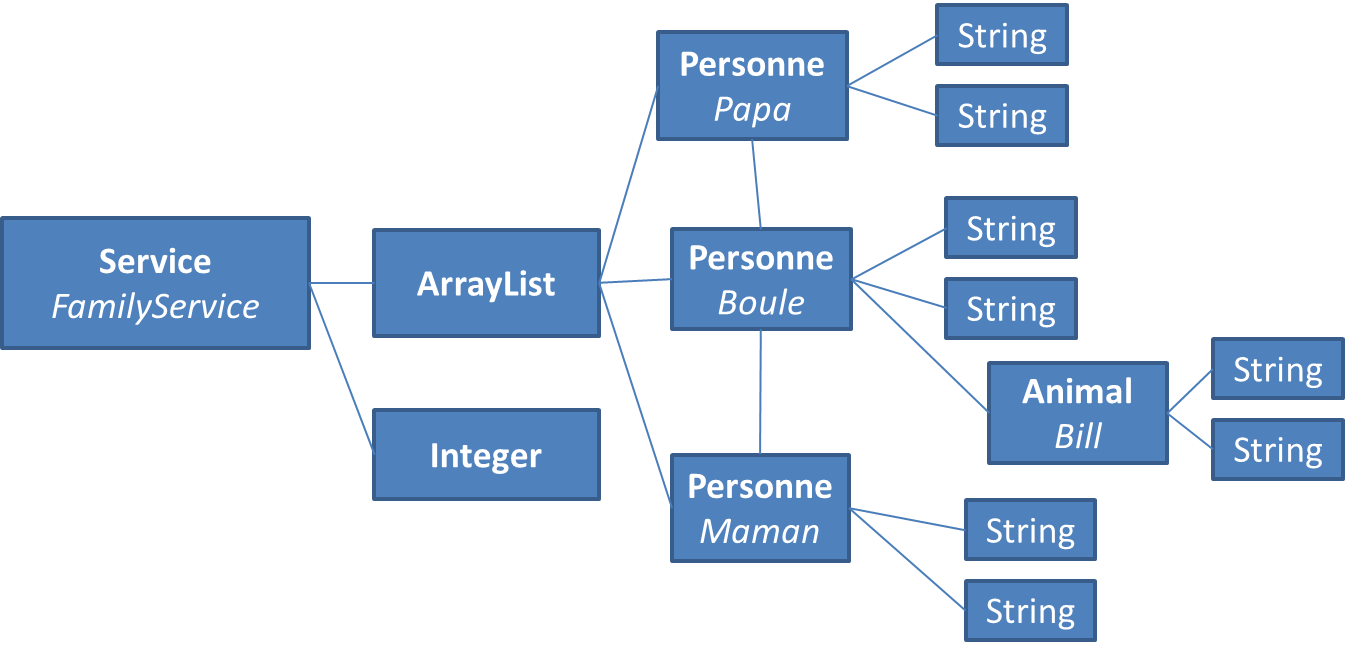 Service
FamilyService
ArrayList
Integer
Personne
Papa
String
String
Personne
Boule
String
String
Animal
Bill
String
String
Personne
Maman
String
String